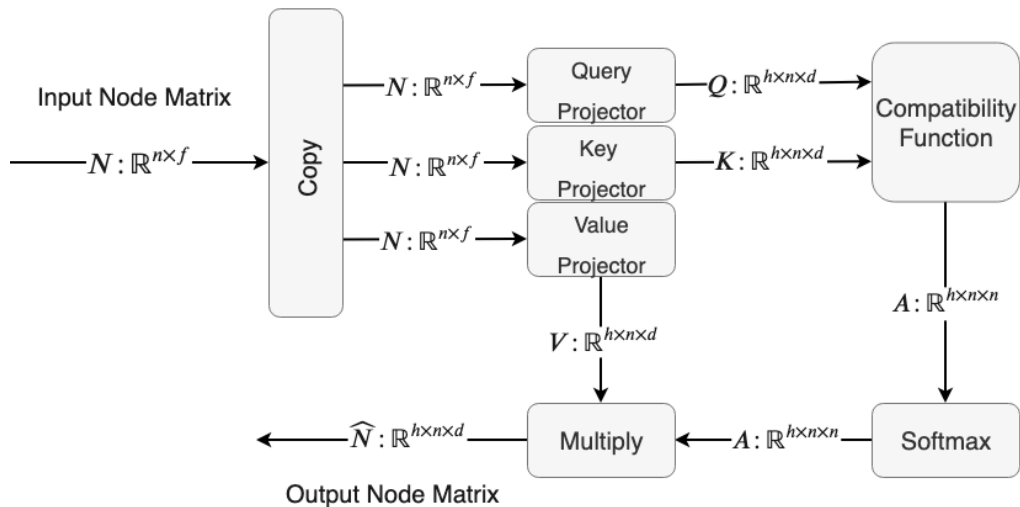 Input Node Matrix
N: ℝ^{n×f}
Copy
N: ℝ^{n×f}
Query
Projector
Q: ℝ^{h×n×d}
N: ℝ^{n×f}
Key
Projector
K: ℝ^{h×n×d}
N: ℝ^{n×f}
Value
Projector
Compatibility
Function
V: ℝ^{h×n×d}
A: ℝ^{h×n×n}
N̂: ℝ^{h×n×d}
Multiply
A: ℝ^{h×n×n}
Softmax
Output Node Matrix